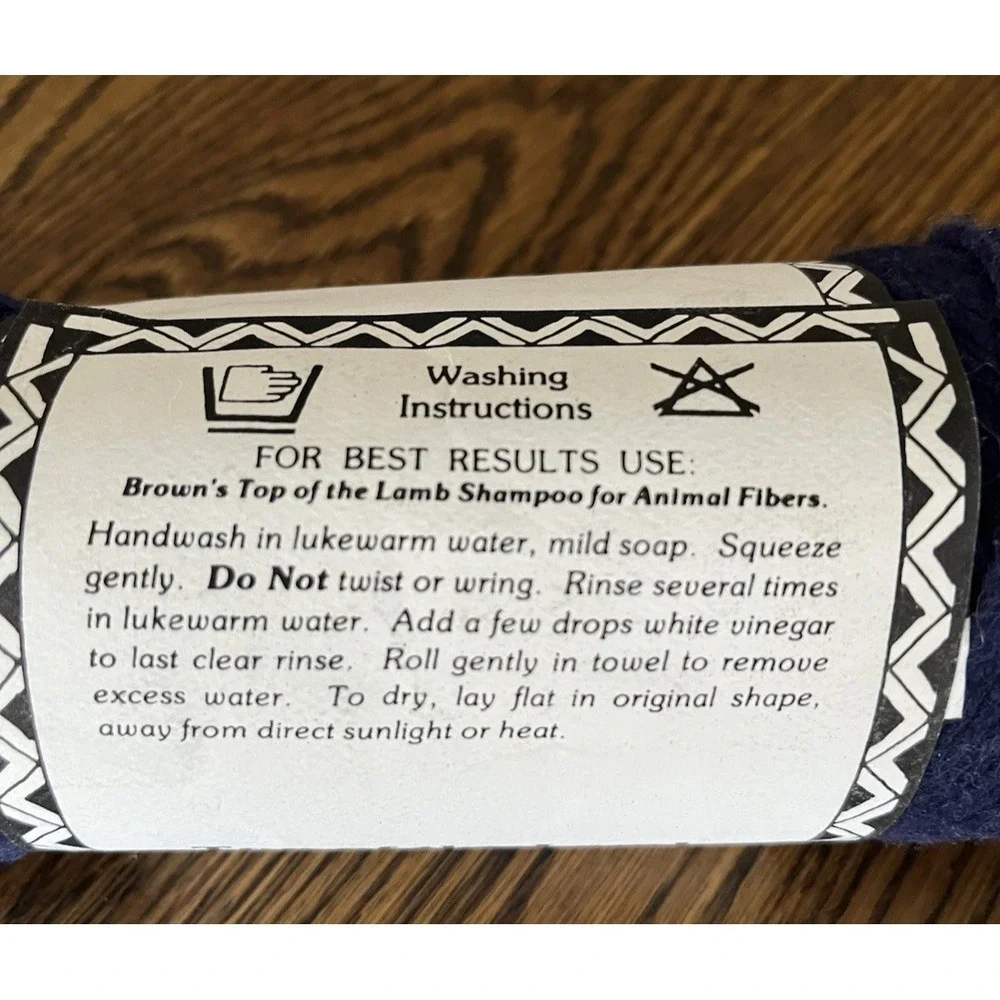 Washing
Instructions
FOR BEST RESULTS USE:
Brown's Top of the Lamb Shampoo for Animal Fibers.
Handwash in lukewarm water, mild soap. Squeeze
gently. Do Not twist or wring. Rinse several times
in lukewarm water. Add a few drops white vinegar
to last clear rinse. Roll gently in towel to remove
excess water. To dry, lay flat in original shape,
away from direct sunlight or heat.